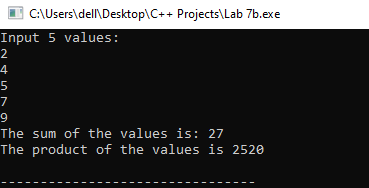 C:\Users\dell\Desktop\C++ Projects\Lab 7b.exe
Input 5 values:
2
4
5
7
9
The sum of the values is: 27
The product of the values is 2520
--------------------------------